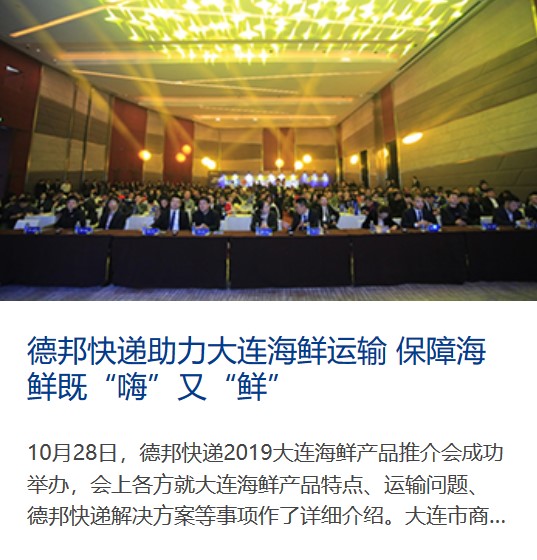 德邦快递助力大连海鲜运输 保障海
鲜既“嗨”又“鲜”
10月28日，德邦快递2019大连海鲜产品推介会成功
举办，会上各方就大连海鲜产品特点、运输问题、
德邦快递解决方案等事项作了详细介绍。大连市商...